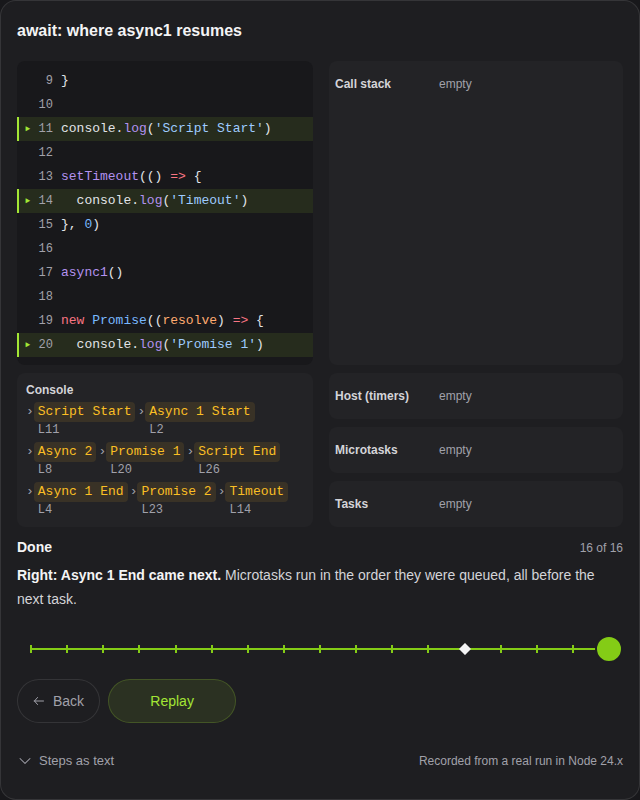 await: where async1 resumes
9 }
10
11 console.log('Script Start')
12
13 setTimeout(() => {
14 console.log('Timeout')
15 }, 0)
16
17 async1()
18
19 new Promise((resolve) => {
20 console.log('Promise 1')
Call stack empty
Console
› Script Start › Async 1 Start
L11 L2
› Async 2 › Promise 1 › Script End
L8 L20 L26
› Async 1 End › Promise 2 › Timeout
L4 L23 L14
Host (timers) empty
Microtasks empty
Tasks empty
Done 16 of 16
Right: Async 1 End came next. Microtasks run in the order they were queued, all before the
next task.
← Back Replay
Steps as text Recorded from a real run in Node 24.x